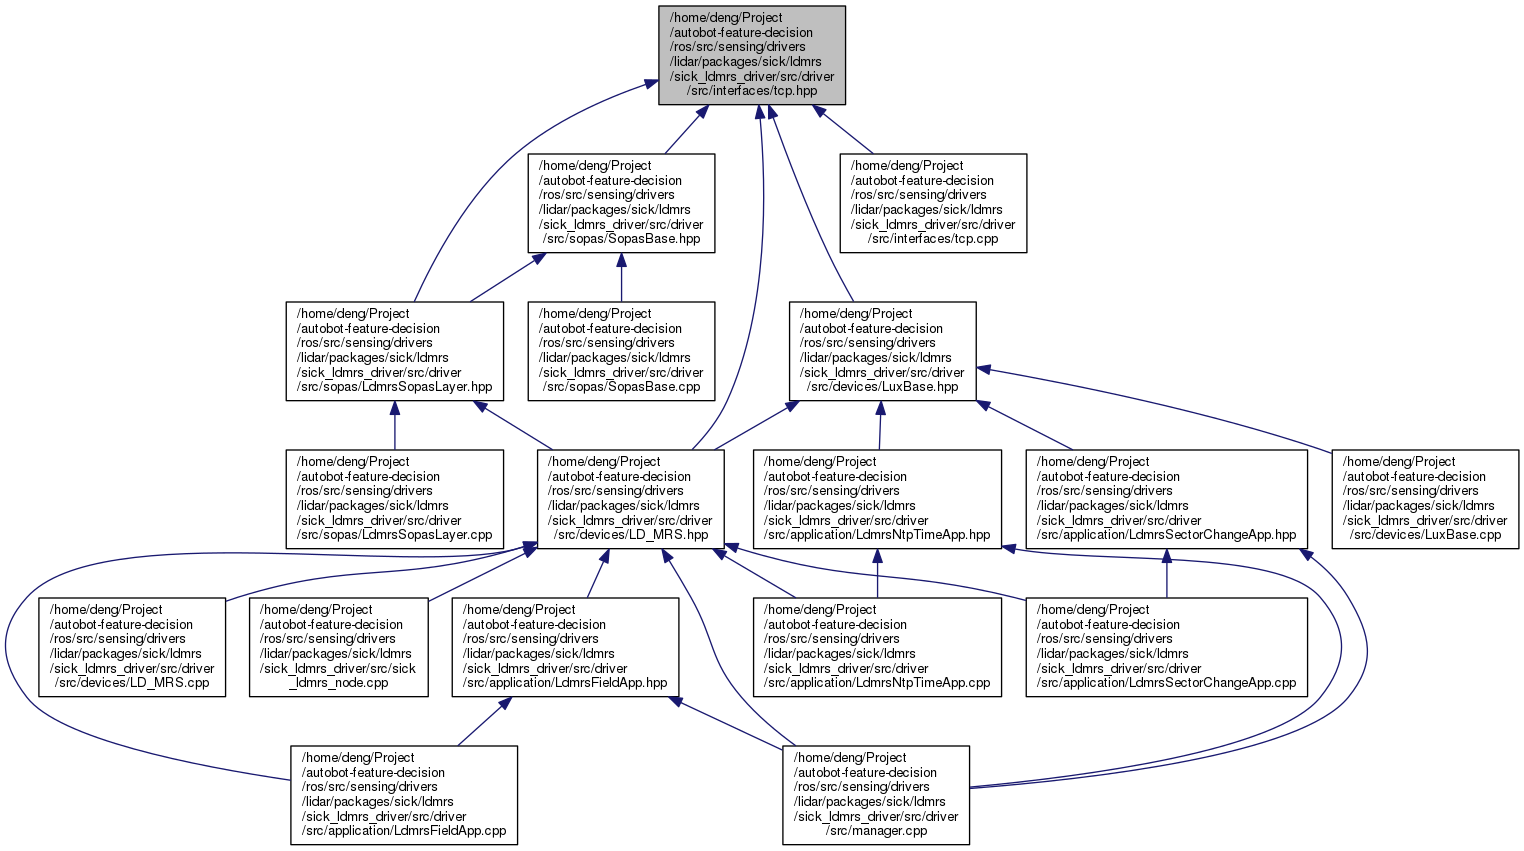 /home/deng/Project
/autobot-feature-decision
/ros/src/sensing/drivers
/lidar/packages/sick/ldmrs
/sick_ldmrs_driver/src/driver
/src/interfaces/tcp.hpp
/home/deng/Project
/autobot-feature-decision
/ros/src/sensing/drivers
/lidar/packages/sick/ldmrs
/sick_ldmrs_driver/src/driver
/src/sopas/SopasBase.hpp
/home/deng/Project
/autobot-feature-decision
/ros/src/sensing/drivers
/lidar/packages/sick/ldmrs
/sick_ldmrs_driver/src/driver
/src/interfaces/tcp.cpp
/home/deng/Project
/autobot-feature-decision
/ros/src/sensing/drivers
/lidar/packages/sick/ldmrs
/sick_ldmrs_driver/src/driver
/src/sopas/LdmrsSopasLayer.hpp
/home/deng/Project
/autobot-feature-decision
/ros/src/sensing/drivers
/lidar/packages/sick/ldmrs
/sick_ldmrs_driver/src/driver
/src/sopas/SopasBase.cpp
/home/deng/Project
/autobot-feature-decision
/ros/src/sensing/drivers
/lidar/packages/sick/ldmrs
/sick_ldmrs_driver/src/driver
/src/devices/LuxBase.hpp
/home/deng/Project
/autobot-feature-decision
/ros/src/sensing/drivers
/lidar/packages/sick/ldmrs
/sick_ldmrs_driver/src/driver
/src/sopas/LdmrsSopasLayer.cpp
/home/deng/Project
/autobot-feature-decision
/ros/src/sensing/drivers
/lidar/packages/sick/ldmrs
/sick_ldmrs_driver/src/driver
/src/devices/LD_MRS.hpp
/home/deng/Project
/autobot-feature-decision
/ros/src/sensing/drivers
/lidar/packages/sick/ldmrs
/sick_ldmrs_driver/src/driver
/src/application/LdmrsNtpTimeApp.hpp
/home/deng/Project
/autobot-feature-decision
/ros/src/sensing/drivers
/lidar/packages/sick/ldmrs
/sick_ldmrs_driver/src/driver
/src/application/LdmrsSectorChangeApp.hpp
/home/deng/Project
/autobot-feature-decision
/ros/src/sensing/drivers
/lidar/packages/sick/ldmrs
/sick_ldmrs_driver/src/driver
/src/devices/LuxBase.cpp
/home/deng/Project
/autobot-feature-decision
/ros/src/sensing/drivers
/lidar/packages/sick/ldmrs
/sick_ldmrs_driver/src/driver
/src/devices/LD_MRS.cpp
/home/deng/Project
/autobot-feature-decision
/ros/src/sensing/drivers
/lidar/packages/sick/ldmrs
/sick_ldmrs_driver/src/sick
_ldmrs_node.cpp
/home/deng/Project
/autobot-feature-decision
/ros/src/sensing/drivers
/lidar/packages/sick/ldmrs
/sick_ldmrs_driver/src/driver
/src/application/LdmrsFieldApp.hpp
/home/deng/Project
/autobot-feature-decision
/ros/src/sensing/drivers
/lidar/packages/sick/ldmrs
/sick_ldmrs_driver/src/driver
/src/application/LdmrsNtpTimeApp.cpp
/home/deng/Project
/autobot-feature-decision
/ros/src/sensing/drivers
/lidar/packages/sick/ldmrs
/sick_ldmrs_driver/src/driver
/src/application/LdmrsSectorChangeApp.cpp
/home/deng/Project
/autobot-feature-decision
/ros/src/sensing/drivers
/lidar/packages/sick/ldmrs
/sick_ldmrs_driver/src/driver
/src/application/LdmrsFieldApp.cpp
/home/deng/Project
/autobot-feature-decision
/ros/src/sensing/drivers
/lidar/packages/sick/ldmrs
/sick_ldmrs_driver/src/driver
/src/manager.cpp